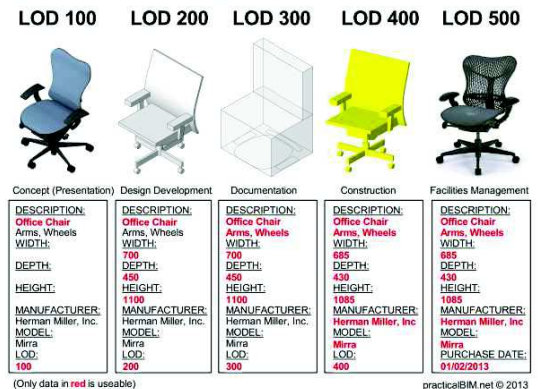 LOD 100 LOD 200 LOD 300 LOD 400 LOD 500
Concept (Presentation) Design Development Documentation Construction Facilities Management
DESCRIPTION:
Office Chair
Arms, Wheels
WIDTH:
DEPTH:
HEIGHT:
MANUFACTURER:
Herman Miller, Inc.
MODEL:
Mirra
LOD:
100
DESCRIPTION:
Office Chair
Arms, Wheels
WIDTH:
700
DEPTH:
450
HEIGHT:
1100
MANUFACTURER:
Herman Miller, Inc.
MODEL:
Mirra
LOD:
200
DESCRIPTION:
Office Chair
Arms, Wheels
WIDTH:
700
DEPTH:
450
HEIGHT:
1100
MANUFACTURER:
Herman Miller, Inc.
MODEL:
Mirra
LOD:
300
DESCRIPTION:
Office Chair
Arms, Wheels
WIDTH:
685
DEPTH:
430
HEIGHT:
1085
MANUFACTURER:
Herman Miller, Inc
MODEL:
Mirra
LOD:
400
DESCRIPTION:
Office Chair
Arms, Wheels
WIDTH:
685
DEPTH:
430
HEIGHT:
1085
MANUFACTURER:
Herman Miller, Inc
MODEL:
Mirra
PURCHASE DATE:
01/02/2013
(Only data in red is useable) practicalBIM.net © 2013